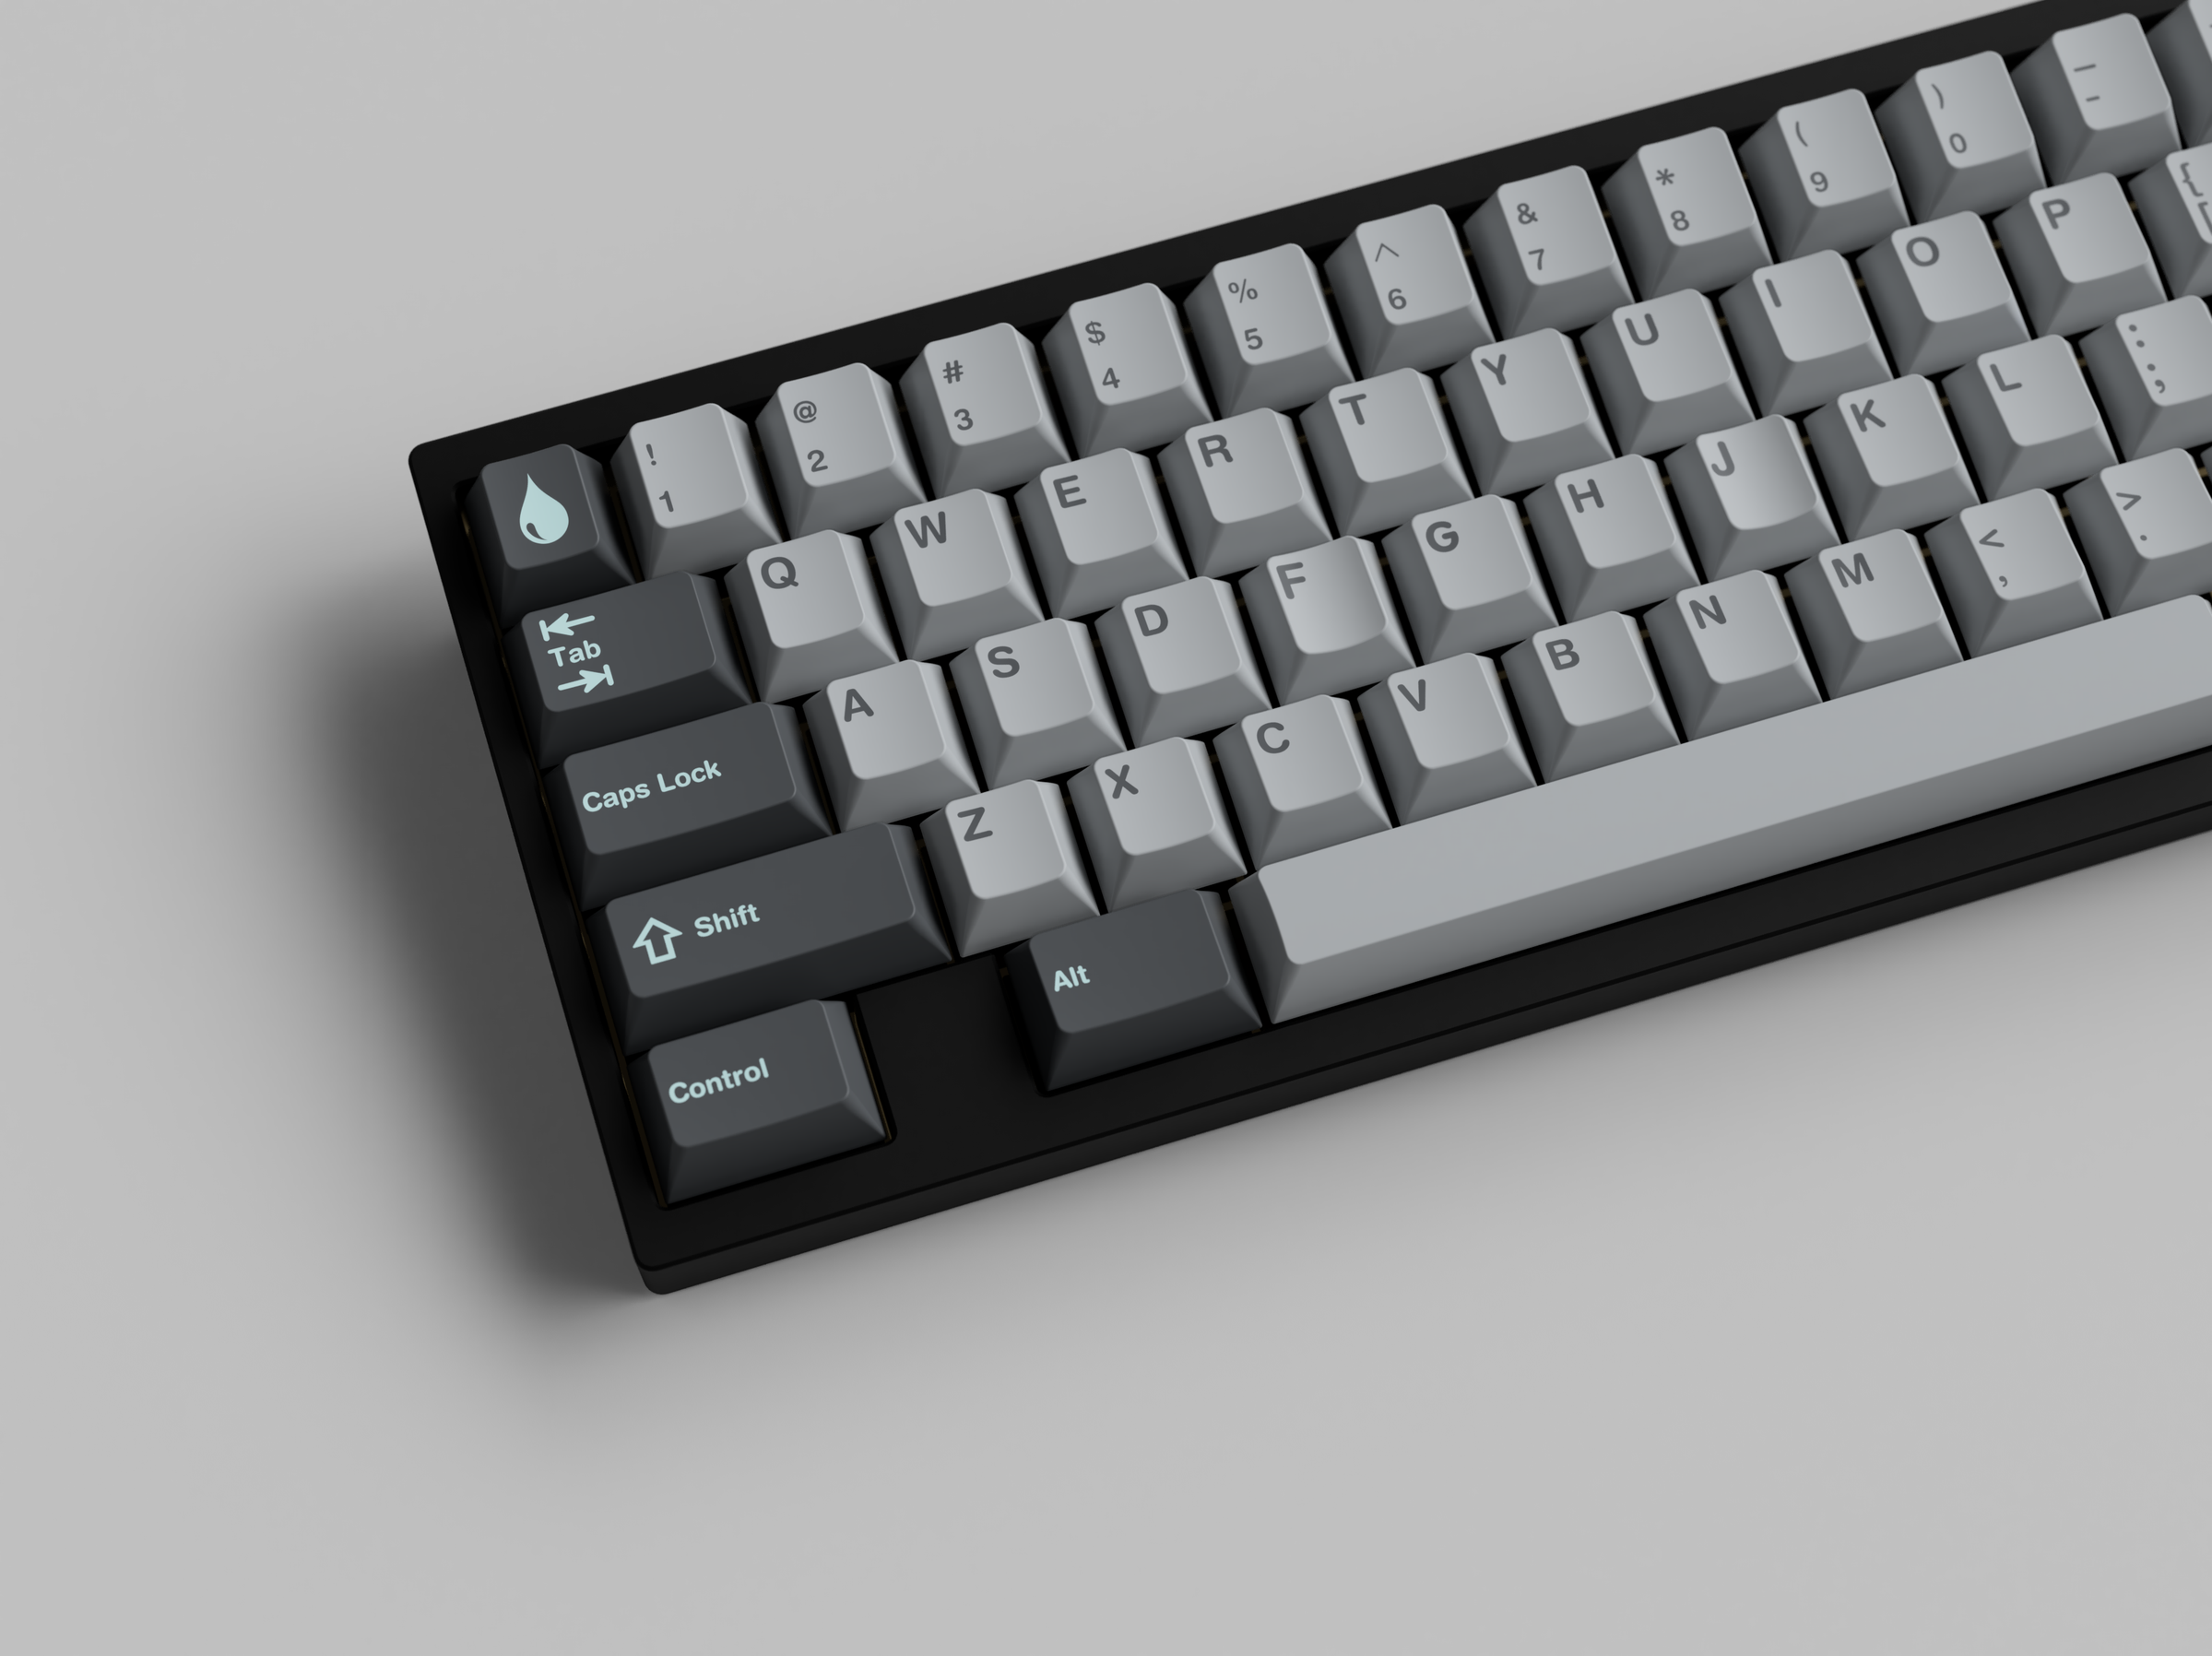 ! @ # $ % ^ & * ( ) _
1 2 3 4 5 6 7 8 9 0 -
Tab Q W E R T Y U I O P {
[
Caps Lock A S D F G H J K L :
;
Shift Z X C V B N M < >
, .
Control Alt